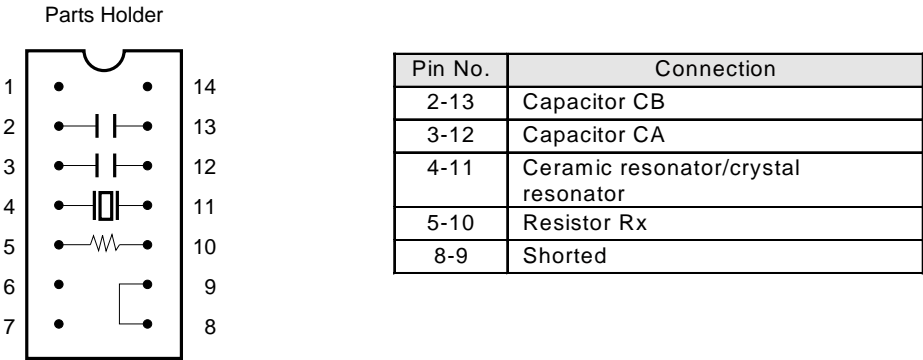 Parts Holder
1 14
2 13
3 12
4 11
5 10
6 9
7 8
Pin No. Connection
2-13 Capacitor CB
3-12 Capacitor CA
4-11 Ceramic resonator/crystal
resonator
5-10 Resistor Rx
8-9 Shorted